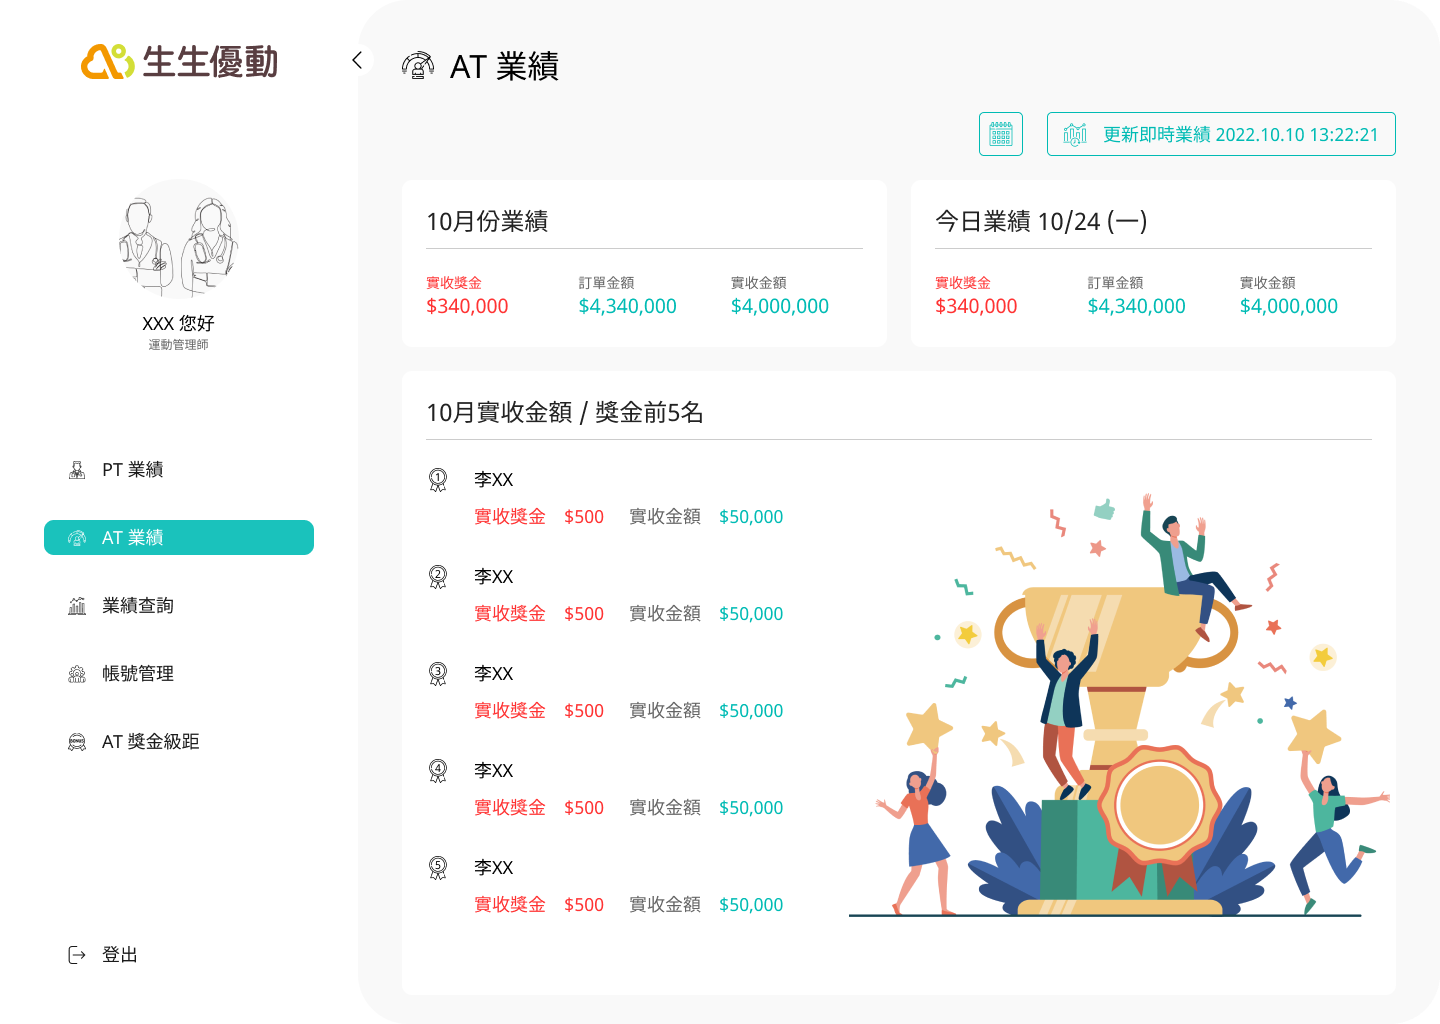 生生優動
XXX 您好
運動管理師
PT 業績
AT 業績
業績查詢
帳號管理
AT 獎金級距
登出
AT 業績
更新即時業績 2022.10.10 13:22:21
10月份業績
實收獎金 訂單金額 實收金額
$340,000 $4,340,000 $4,000,000
今日業績 10/24 (一)
實收獎金 訂單金額 實收金額
$340,000 $4,340,000 $4,000,000
10月實收金額 / 獎金前5名
1 李XX
實收獎金 $500 實收金額 $50,000
2 李XX
實收獎金 $500 實收金額 $50,000
3 李XX
實收獎金 $500 實收金額 $50,000
4 李XX
實收獎金 $500 實收金額 $50,000
5 李XX
實收獎金 $500 實收金額 $50,000